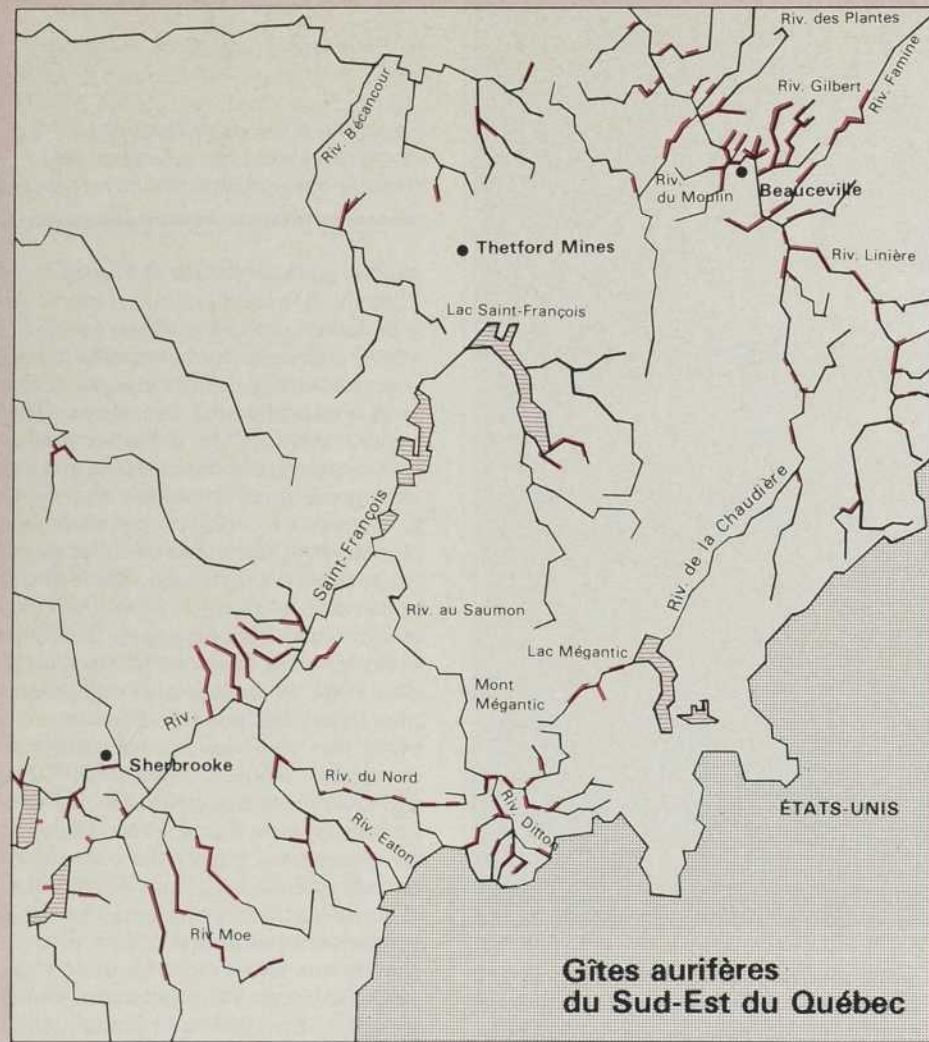 Riv. des Plantes
Riv. Bécancour
Riv. Gilbert
Riv. Famine
Riv.
du Moulin
Beauceville
Thetford Mines
Riv. Linière
Lac Saint-François
Riv. de la Chaudière
Riv. Saint-François
Riv. au Saumon
Lac Mégantic
Mont
Mégantic
Sherbrooke
Riv. du Nord
Riv. Ditton
ÉTATS-UNIS
Riv. Eaton
Riv Moe
Gîtes aurifères
du Sud-Est du Québec